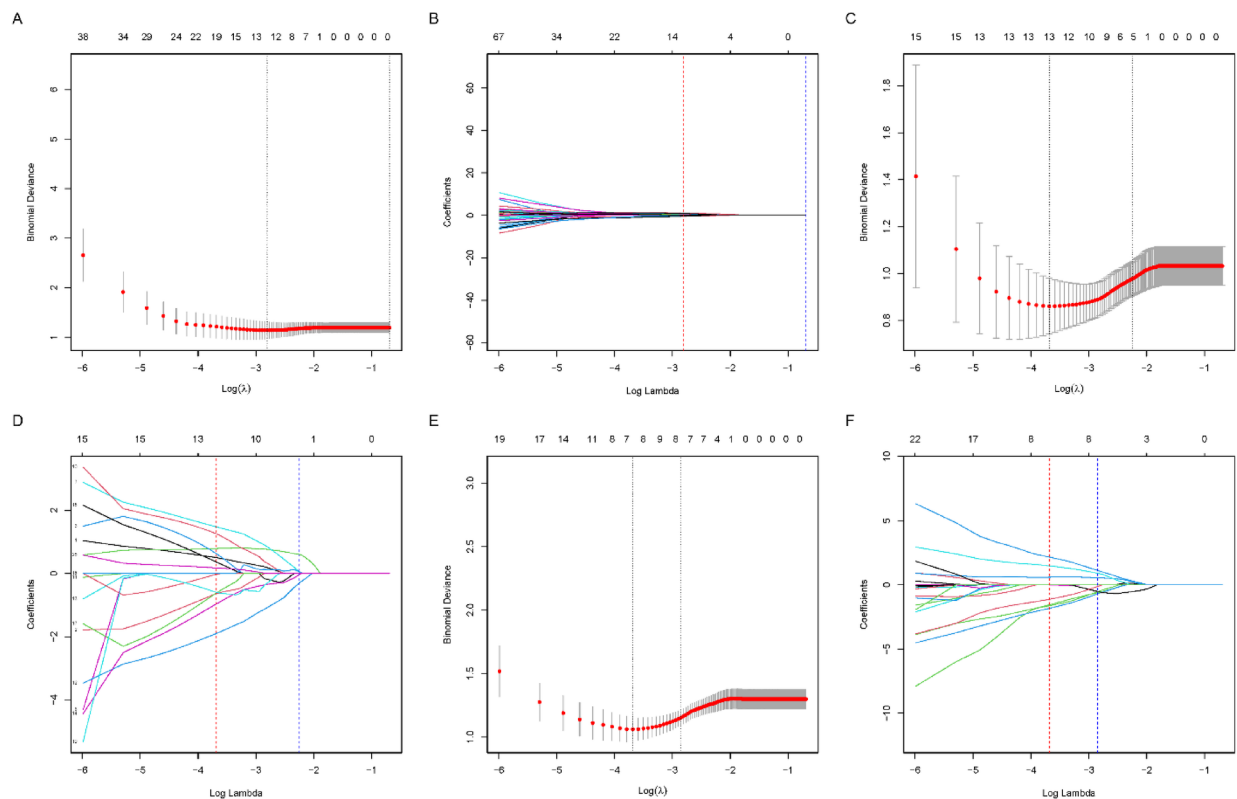 A
38 34 29 26 24 22 19 15 13 12 8 7 1 0 0 0 0
Binomial Deviance
6
5
4
3
2
1
−6 −5 −4 −3 −2 −1
Log(λ)
B
67 34 22 14 4 0
Coefficients
60
40
20
0
−20
−40
−60
−6 −5 −4 −3 −2 −1
Log Lambda
C
15 15 13 13 13 13 12 10 9 6 5 1 0 0 0 0 0
Binomial Deviance
1.8
1.6
1.4
1.2
1.0
0.8
−6 −5 −4 −3 −2 −1
Log(λ)
D
15 15 13 10 1 0
Coefficients
2
0
−2
−4
−6 −5 −4 −3 −2 −1
Log Lambda
E
19 17 14 11 8 7 8 9 8 7 7 4 1 0 0 0 0 0
Binomial Deviance
3.0
2.5
2.0
1.5
1.0
−6 −5 −4 −3 −2 −1
Log(λ)
F
22 17 8 8 3 0
Coefficients
10
5
0
−5
−10
−6 −5 −4 −3 −2 −1
Log Lambda